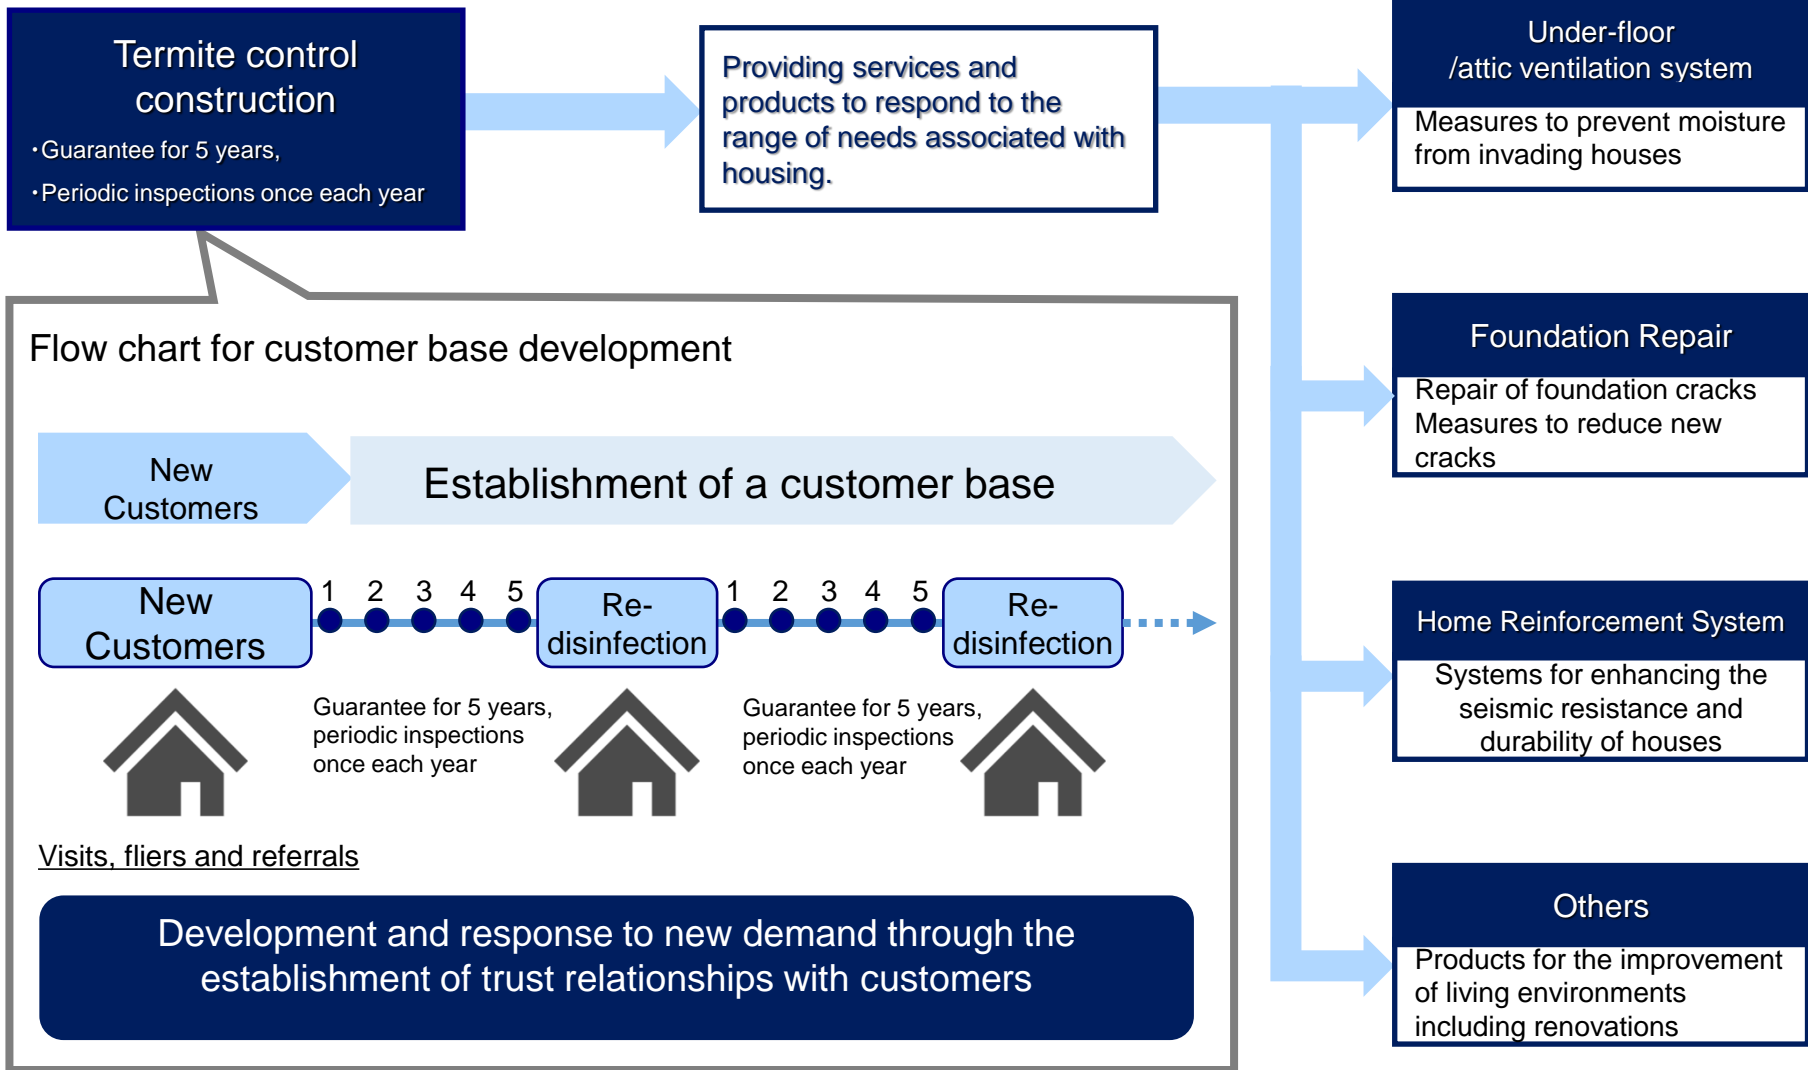 Termite control
construction
・Guarantee for 5 years,
・Periodic inspections once each year
Providing services and
products to respond to the
range of needs associated with
housing.
Under-floor
/attic ventilation system
Measures to prevent moisture
from invading houses
Foundation Repair
Repair of foundation cracks
Measures to reduce new
cracks
Home Reinforcement System
Systems for enhancing the
seismic resistance and
durability of houses
Others
Products for the improvement
of living environments
including renovations
Flow chart for customer base development
New
Customers
Establishment of a customer base
New
Customers
1 2 3 4 5
Re-
disinfection
1 2 3 4 5
Re-
disinfection
Guarantee for 5 years,
periodic inspections
once each year
Guarantee for 5 years,
periodic inspections
once each year
Visits, fliers and referrals
Development and response to new demand through the
establishment of trust relationships with customers